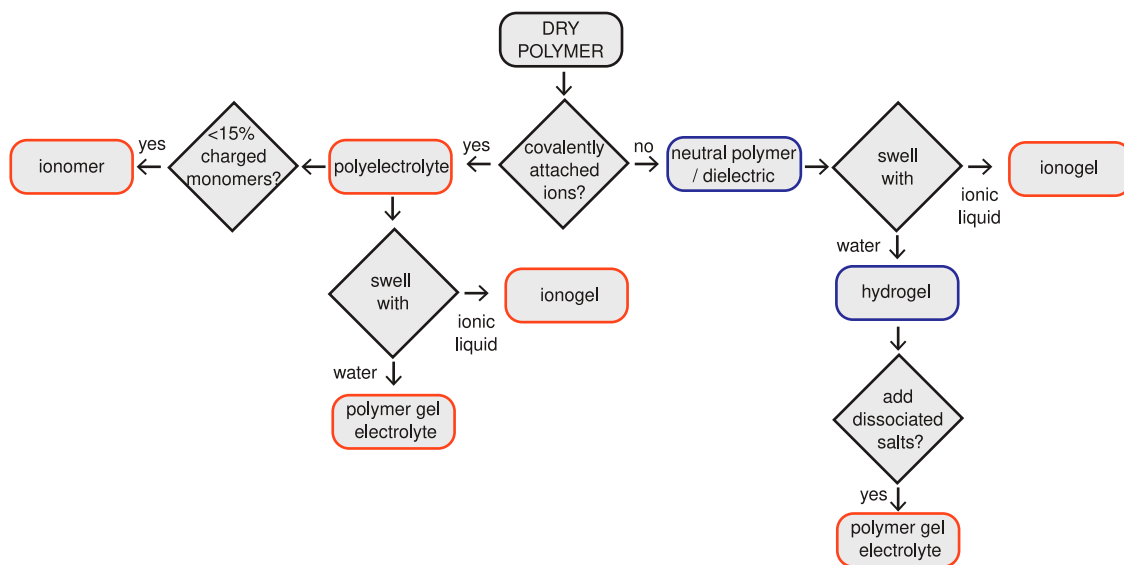 DRY
POLYMER
<15%
charged
monomers?
yes
ionomer
polyelectrolyte
yes
covalently
attached
ions?
no
neutral polymer
/ dielectric
swell
with
ionic
liquid
ionogel
water
hydrogel
swell
with
ionic
liquid
ionogel
water
polymer gel
electrolyte
add
dissociated
salts?
yes
polymer gel
electrolyte